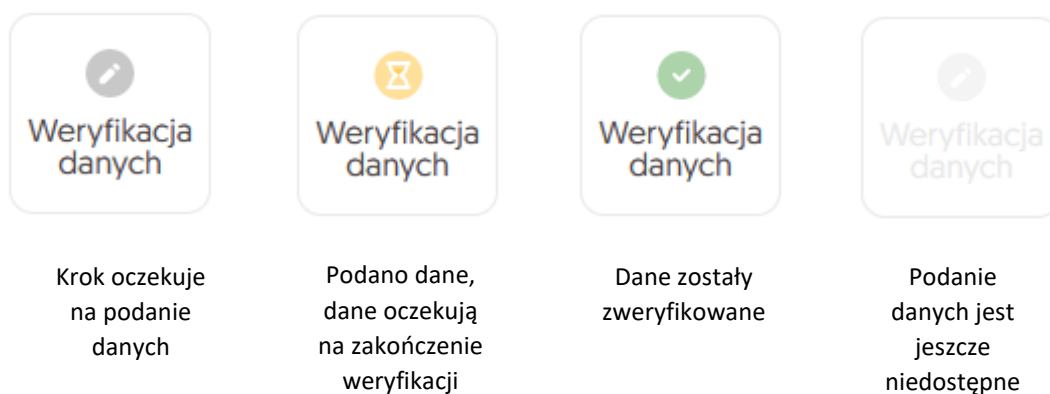 Weryfikacja
danych
Weryfikacja
danych
Weryfikacja
danych
Weryfikacja
danych
Krok oczekuje
na podanie
danych
Podano dane,
dane oczekują
na zakończenie
weryfikacji
Dane zostały
zweryfikowane
Podanie
danych jest
jeszcze
niedostępne